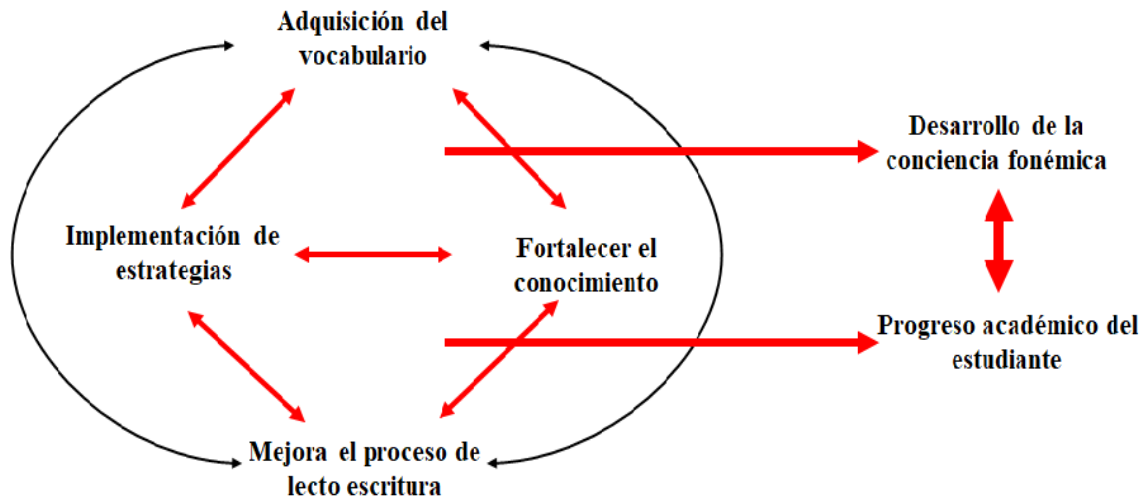 Adquisición del
vocabulario
Desarrollo de la
conciencia fonémica
Implementación de
estrategias
Fortalecer el
conocimiento
Progreso académico del
estudiante
Mejora el proceso de
lecto escritura